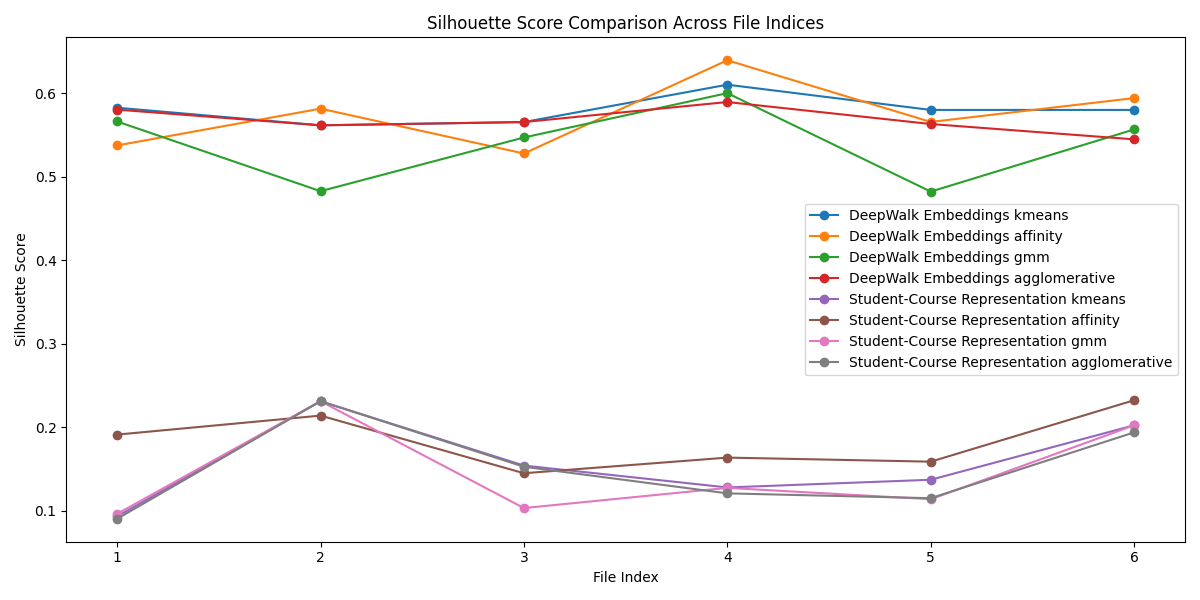 Silhouette Score Comparison Across File Indices
Silhouette Score
0.6
0.5
0.4
0.3
0.2
0.1
DeepWalk Embeddings kmeans
DeepWalk Embeddings affinity
DeepWalk Embeddings gmm
DeepWalk Embeddings agglomerative
Student-Course Representation kmeans
Student-Course Representation affinity
Student-Course Representation gmm
Student-Course Representation agglomerative
1 2 3 4 5 6
File Index